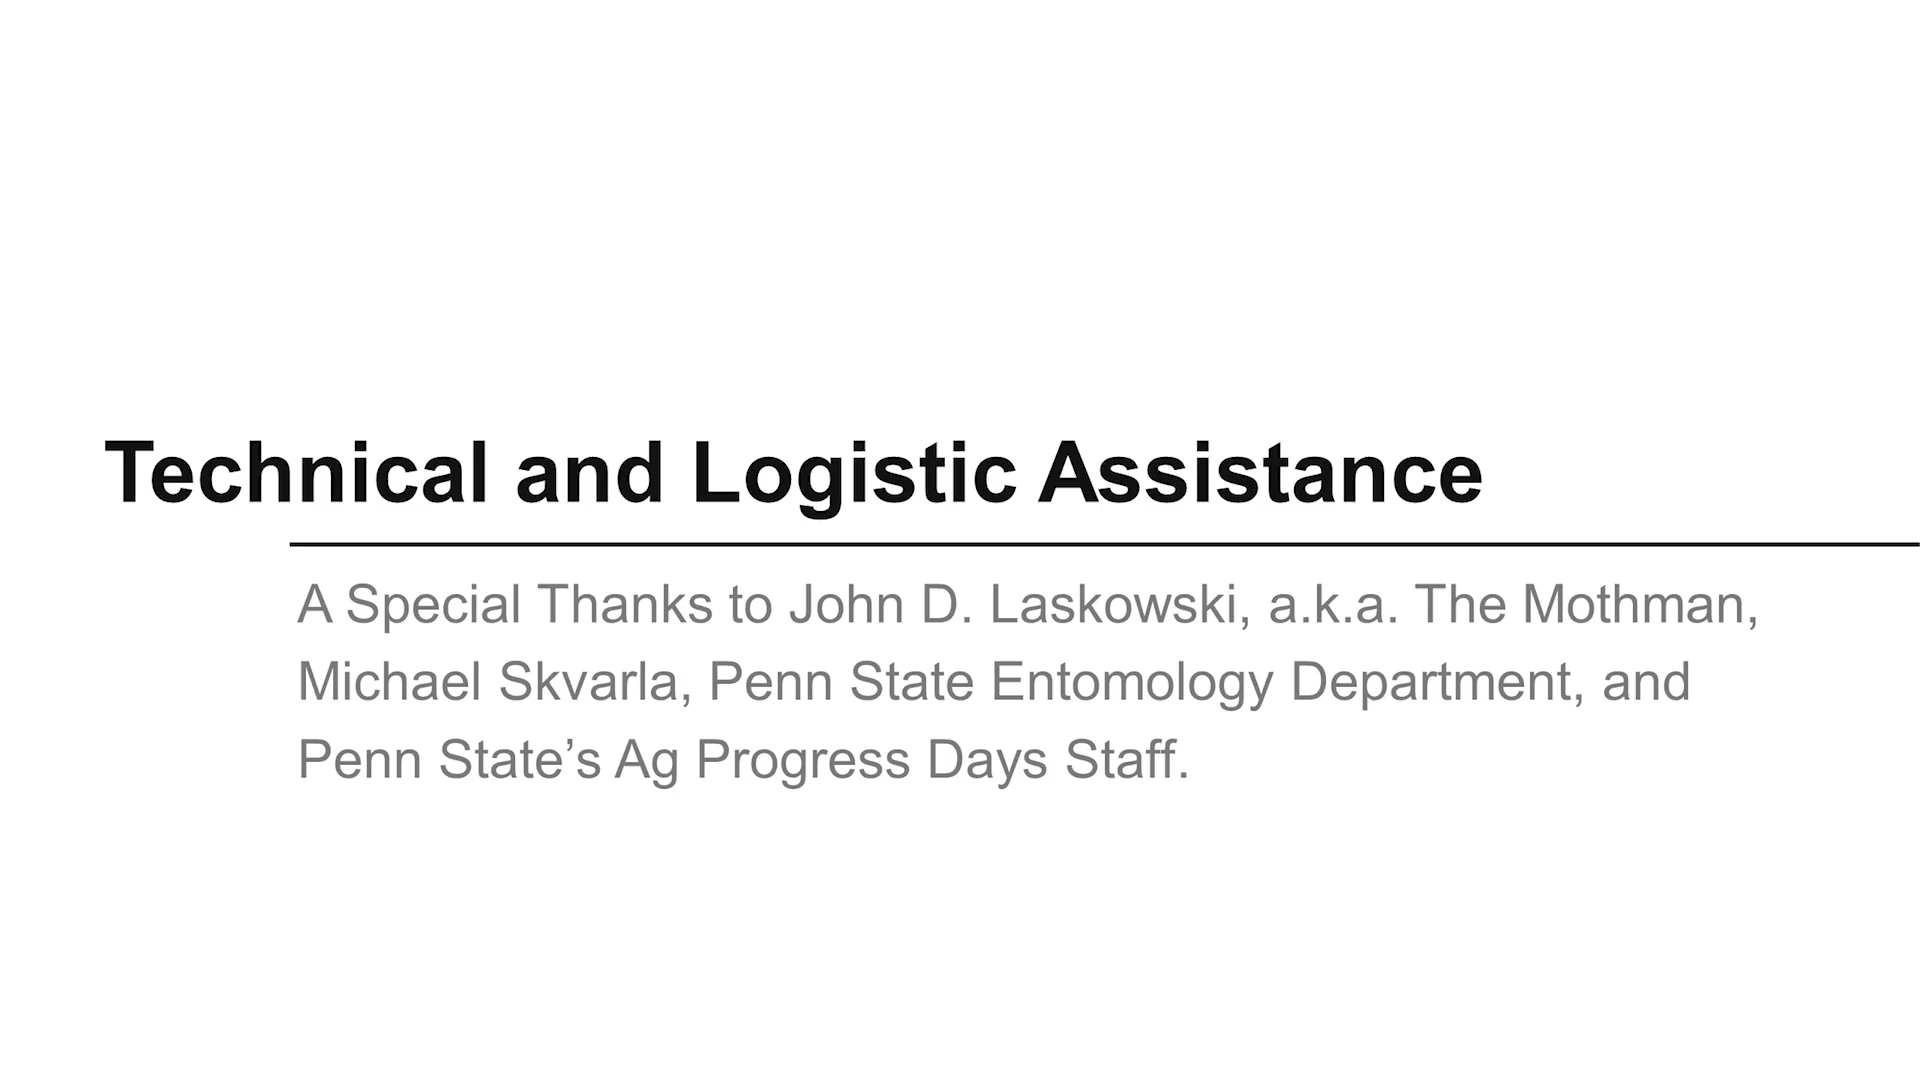 Technical and Logistic Assistance
A Special Thanks to John D. Laskowski, a.k.a. The Mothman,
Michael Skvarla, Penn State Entomology Department, and
Penn State’s Ag Progress Days Staff.